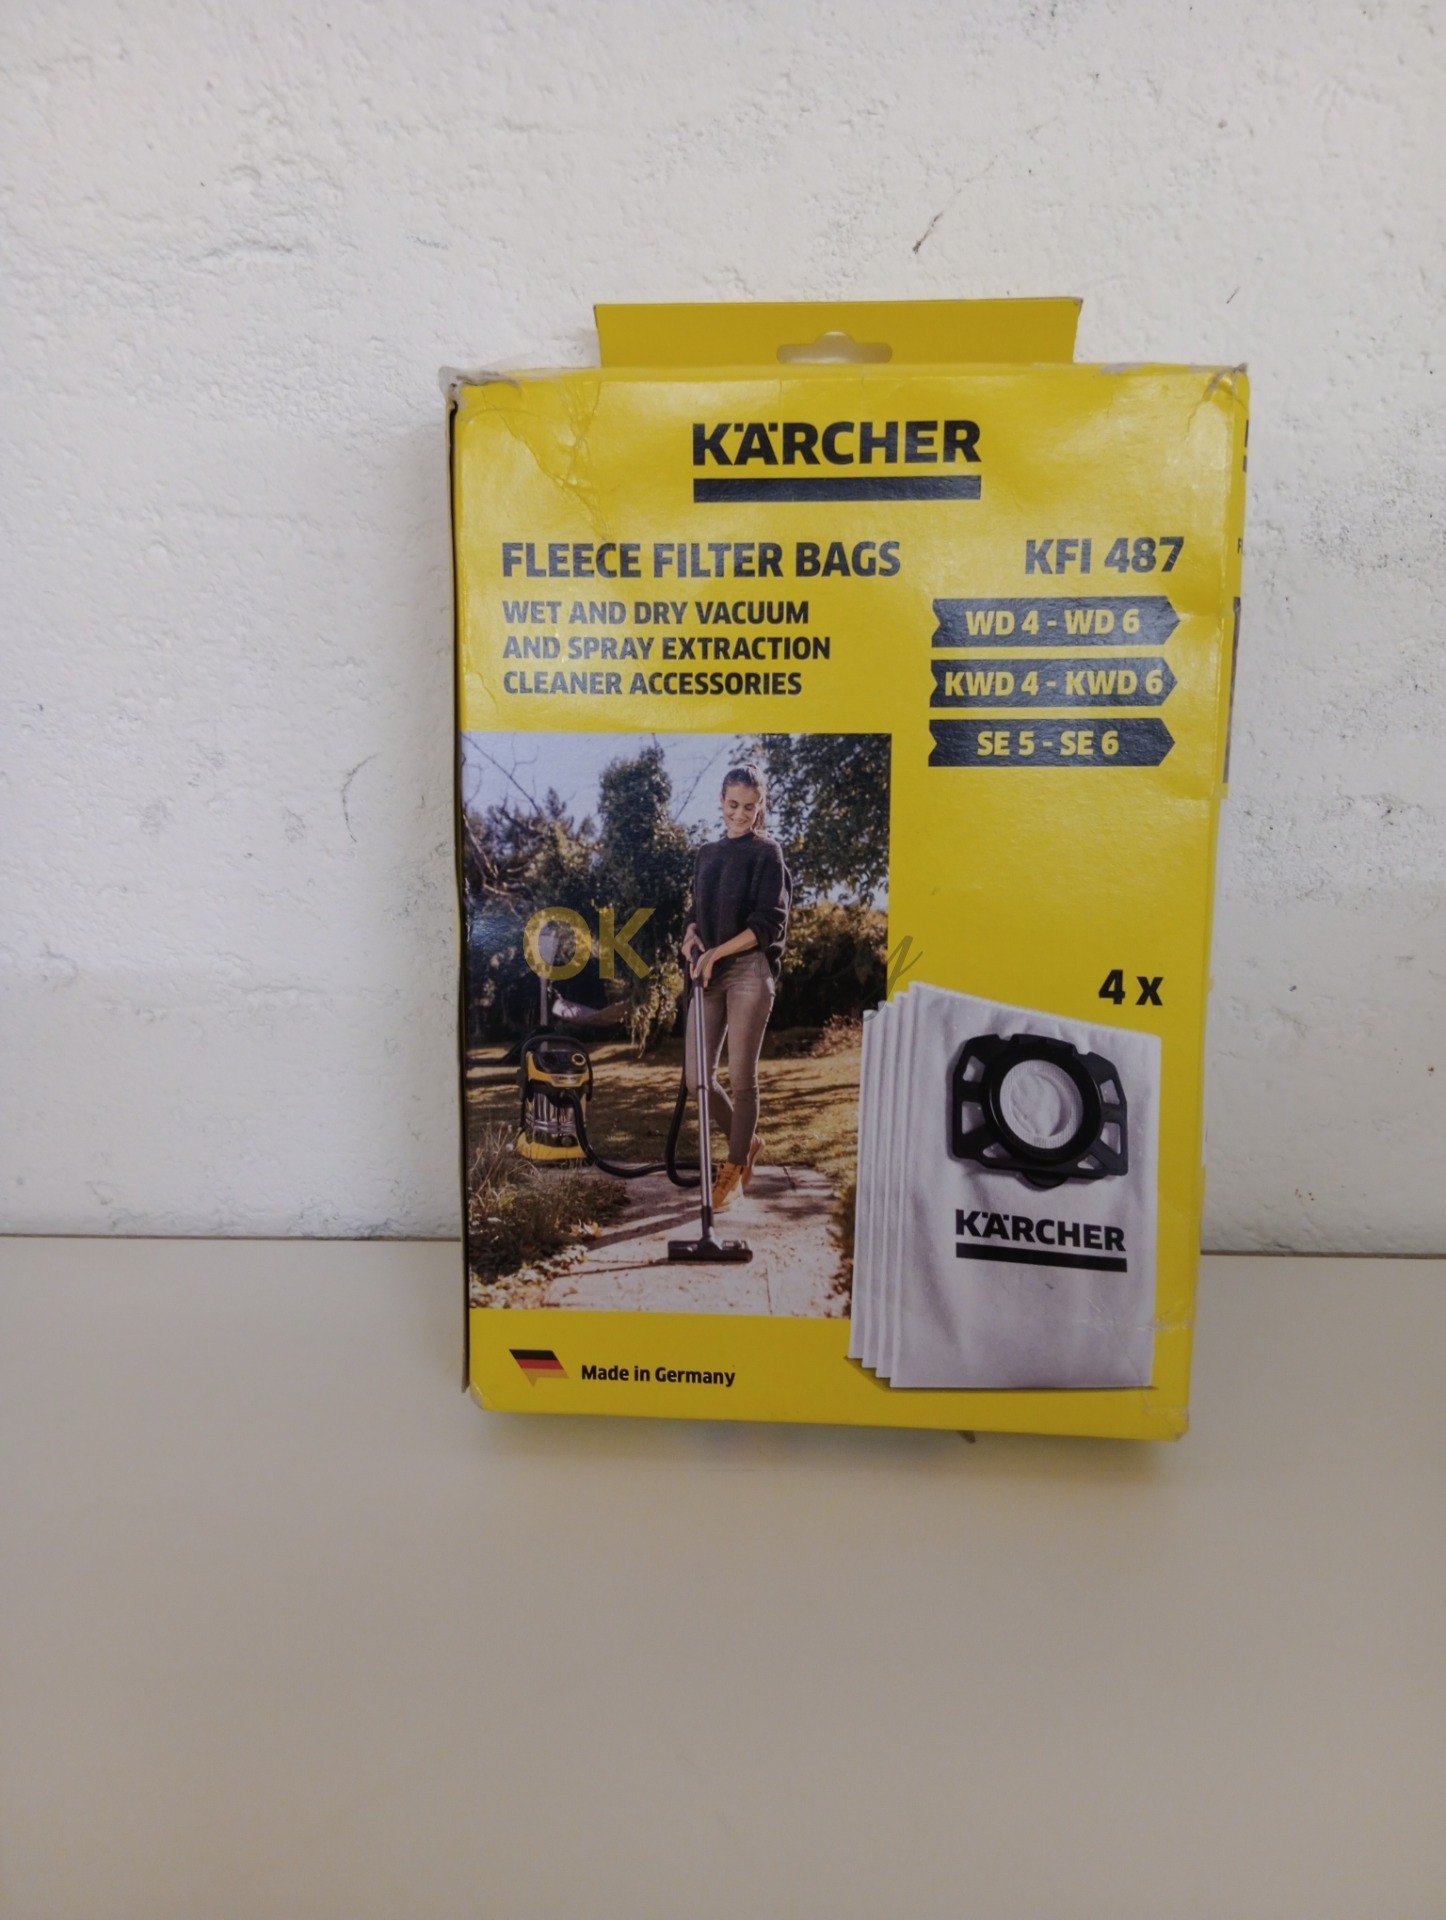 KÄRCHER
FLEECE FILTER BAGS
KFI 487
WET AND DRY VACUUM
AND SPRAY EXTRACTION
CLEANER ACCESSORIES
WD 4 - WD 6
KWD 4 - KWD 6
SE 5 - SE 6
OK
4 x
KÄRCHER
Made in Germany